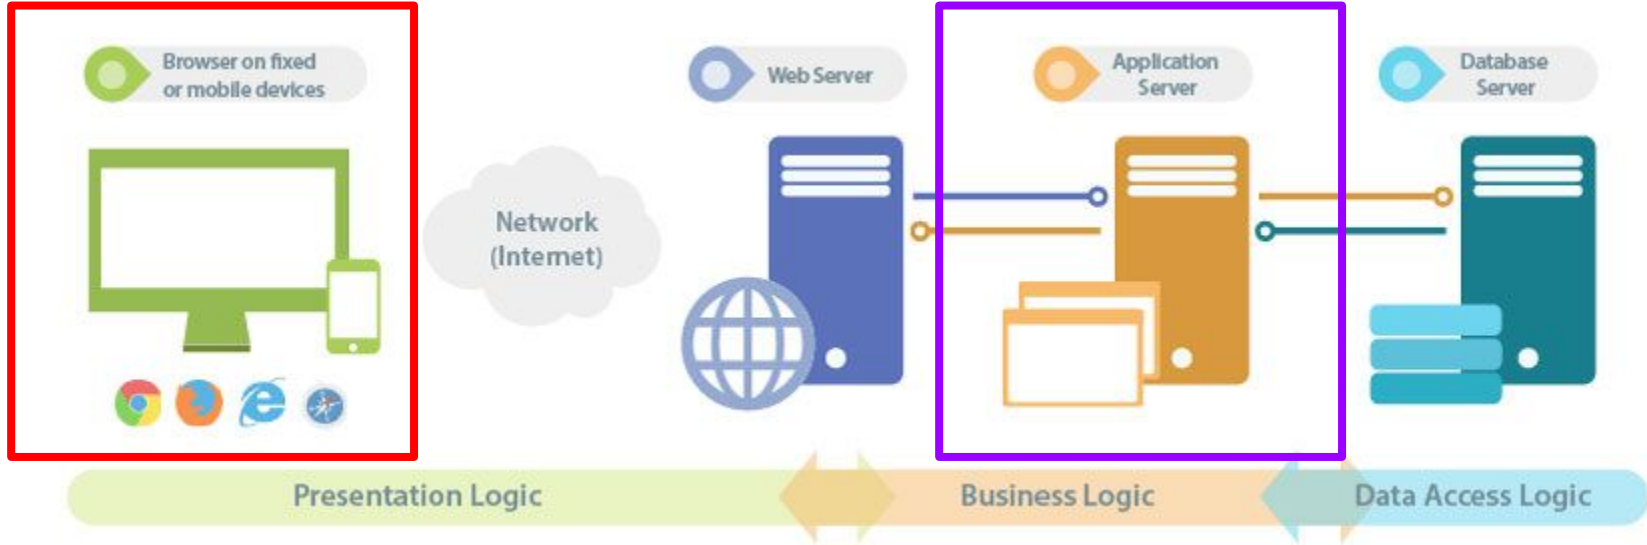 Browser on fixed
or mobile devices
Web Server
Application
Server
Database
Server
Network
(Internet)
Presentation Logic
Business Logic
Data Access Logic